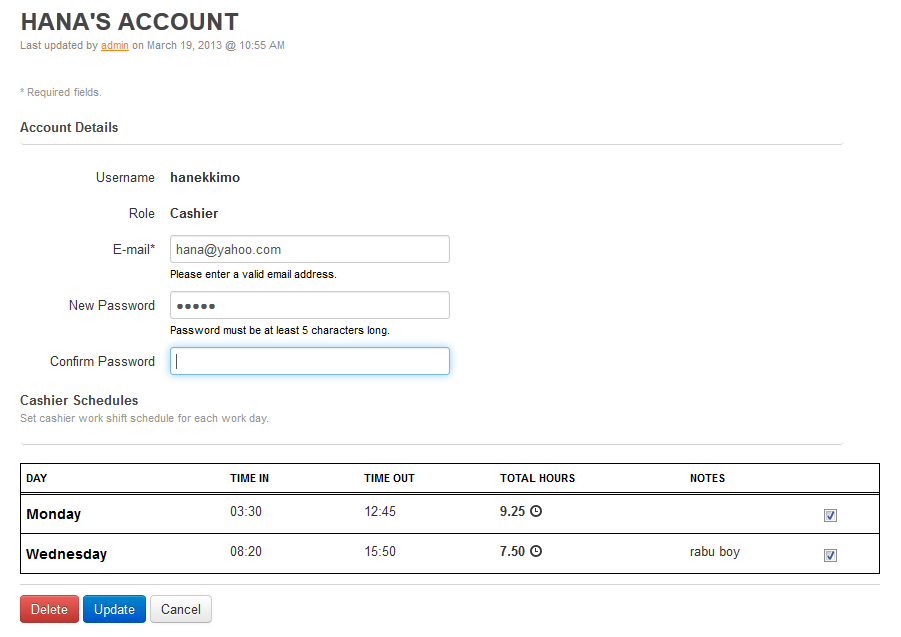 HANA'S ACCOUNT
Last updated by admin on March 19, 2013 @ 10:55 AM
* Required fields.
Account Details
Username hanekkimo
Role Cashier
E-mail* hana@yahoo.com
Please enter a valid email address.
New Password •••••
Password must be at least 5 characters long.
Confirm Password
Cashier Schedules
Set cashier work shift schedule for each work day.
DAY TIME IN TIME OUT TOTAL HOURS NOTES
Monday 03:30 12:45 9.25
Wednesday 08:20 15:50 7.50 rabu boy
Delete Update Cancel